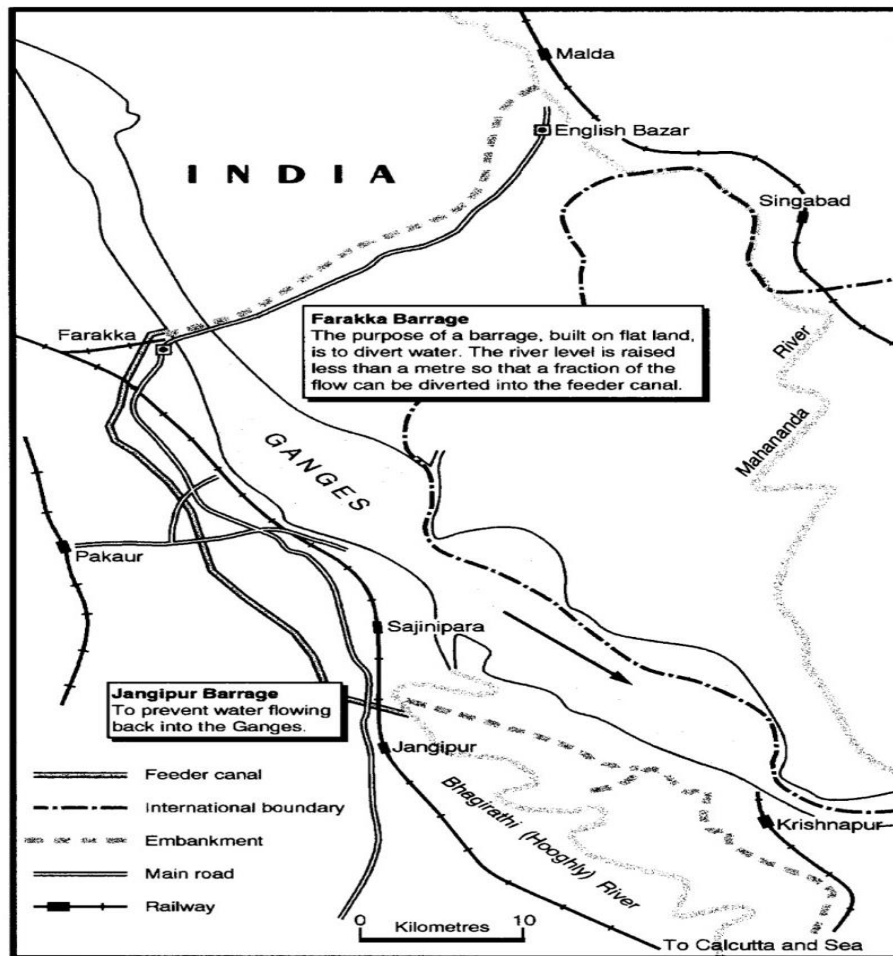 Malda
English Bazar
INDIA
Singabad
Farakka
Farakka Barrage
The purpose of a barrage, built on flat land,
is to divert water. The river level is raised
less than a metre so that a fraction of the
flow can be diverted into the feeder canal.
River
Mahananda
GANGES
Pakaur
Sajinipara
Jangipur Barrage
To prevent water flowing
back into the Ganges.
Jangipur
Feeder canal
International boundary
Embankment
Main road
Railway
Bhagirathi (Hooghly) River
Krishnapur
0 10
Kilometres
To Calcutta and Sea